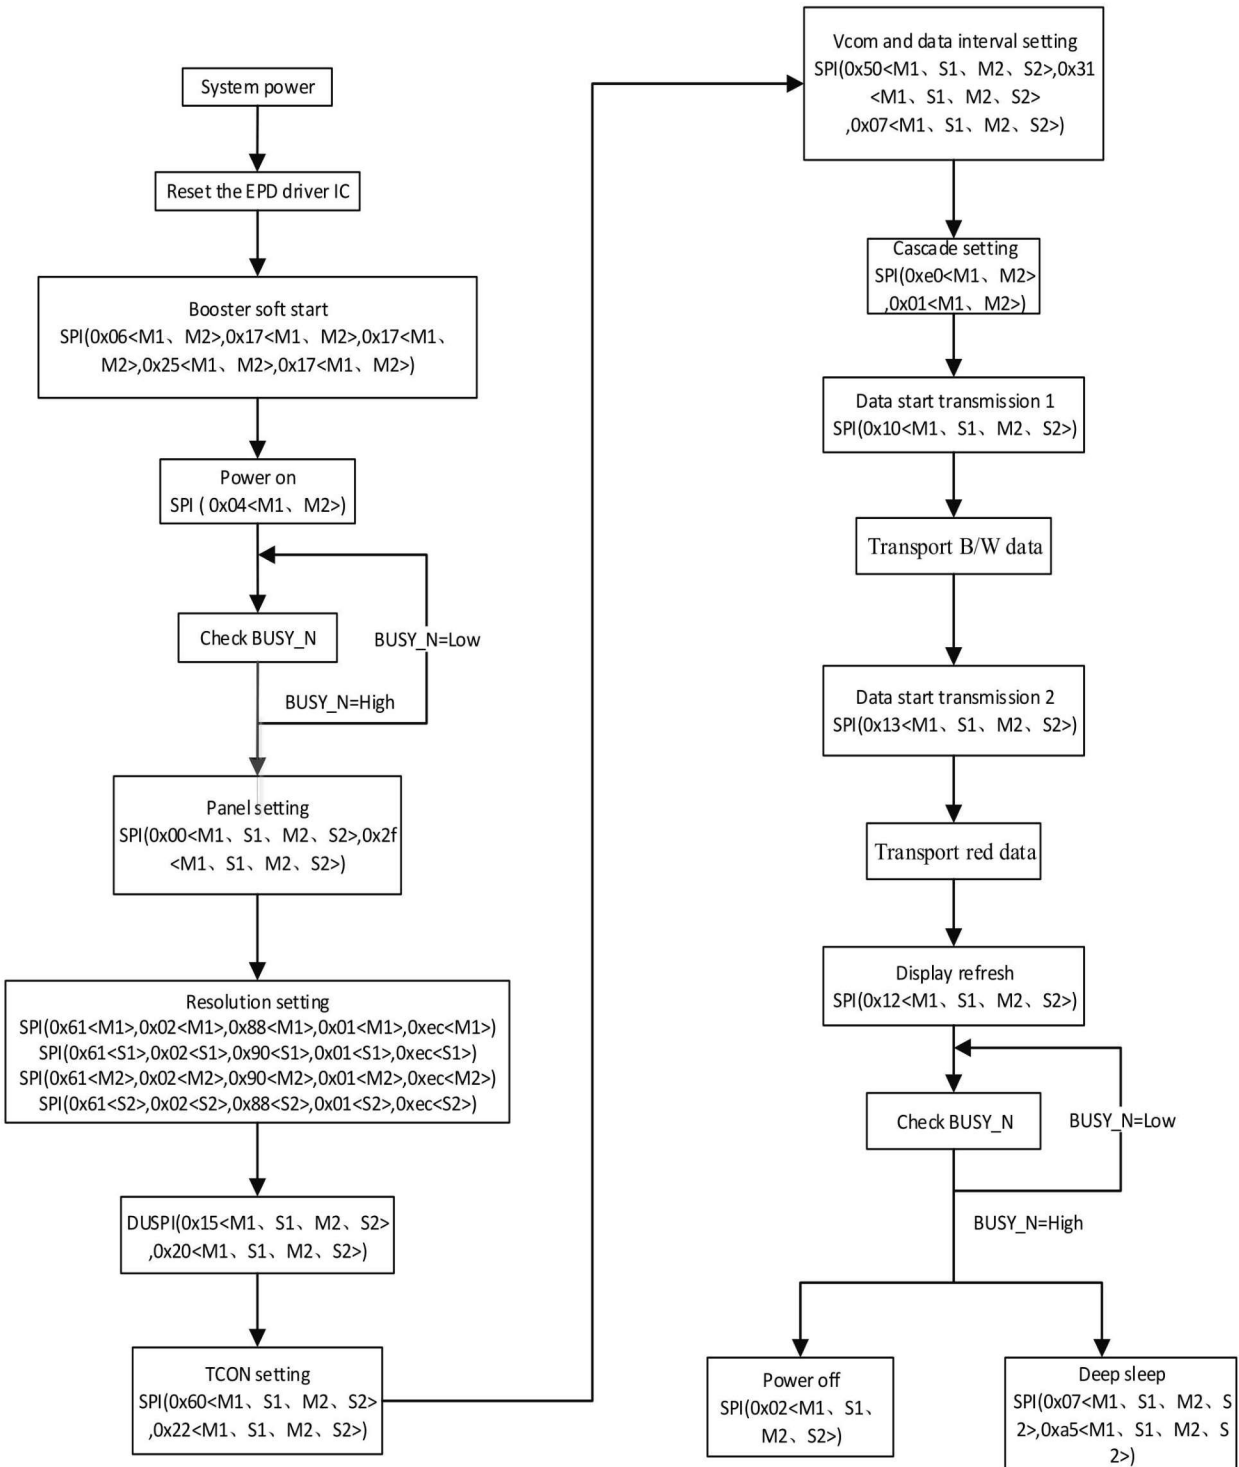 System power
Reset the EPD driver IC
Booster soft start
SPI(0x06<M1、M2>,0x17<M1、M2>,0x17<M1、
M2>,0x25<M1、M2>,0x17<M1、M2>)
Power on
SPI ( 0x04<M1、M2>)
Check BUSY_N
BUSY_N=Low
BUSY_N=High
Panel setting
SPI(0x00<M1、S1、M2、S2>,0x2f
<M1、S1、M2、S2>)
Resolution setting
SPI(0x61<M1>,0x02<M1>,0x88<M1>,0x01<M1>,0xec<M1>)
SPI(0x61<S1>,0x02<S1>,0x90<S1>,0x01<S1>,0xec<S1>)
SPI(0x61<M2>,0x02<M2>,0x90<M2>,0x01<M2>,0xec<M2>)
SPI(0x61<S2>,0x02<S2>,0x88<S2>,0x01<S2>,0xec<S2>)
DUSPI(0x15<M1、S1、M2、S2>
,0x20<M1、S1、M2、S2>)
TCON setting
SPI(0x60<M1、S1、M2、S2>
,0x22<M1、S1、M2、S2>)
Vcom and data interval setting
SPI(0x50<M1、S1、M2、S2>,0x31
<M1、S1、M2、S2>
,0x07<M1、S1、M2、S2>)
Cascade setting
SPI(0xe0<M1、M2>
,0x01<M1、M2>)
Data start transmission 1
SPI(0x10<M1、S1、M2、S2>)
Transport B/W data
Data start transmission 2
SPI(0x13<M1、S1、M2、S2>)
Transport red data
Display refresh
SPI(0x12<M1、S1、M2、S2>)
Check BUSY_N
BUSY_N=Low
BUSY_N=High
Power off
SPI(0x02<M1、S1、
M2、S2>)
Deep sleep
SPI(0x07<M1、S1、M2、S
2>,0xa5<M1、S1、M2、S
2>)